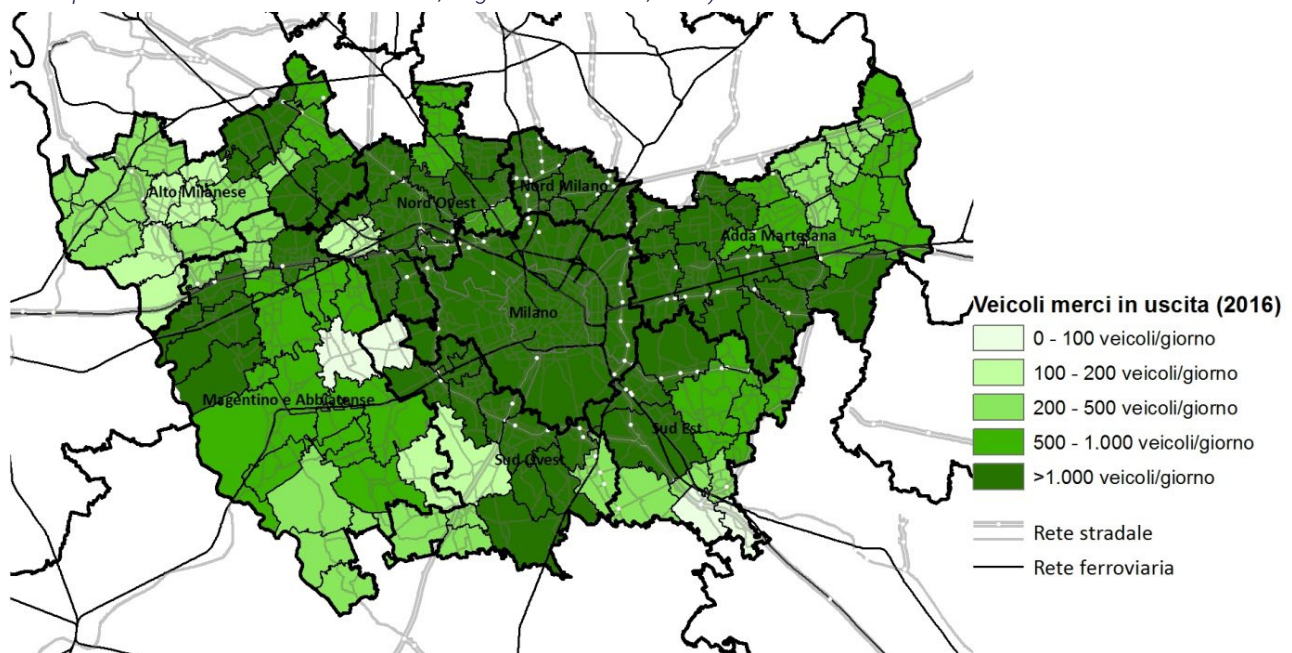 Alto Milanese
Nord Ovest
Nord Milano
Adda Martesana
Milano
Magentino e Abbiatense
Sud Ovest
Sud Est
Veicoli merci in uscita (2016)
0 - 100 veicoli/giorno
100 - 200 veicoli/giorno
200 - 500 veicoli/giorno
500 - 1.000 veicoli/giorno
>1.000 veicoli/giorno
Rete stradale
Rete ferroviaria